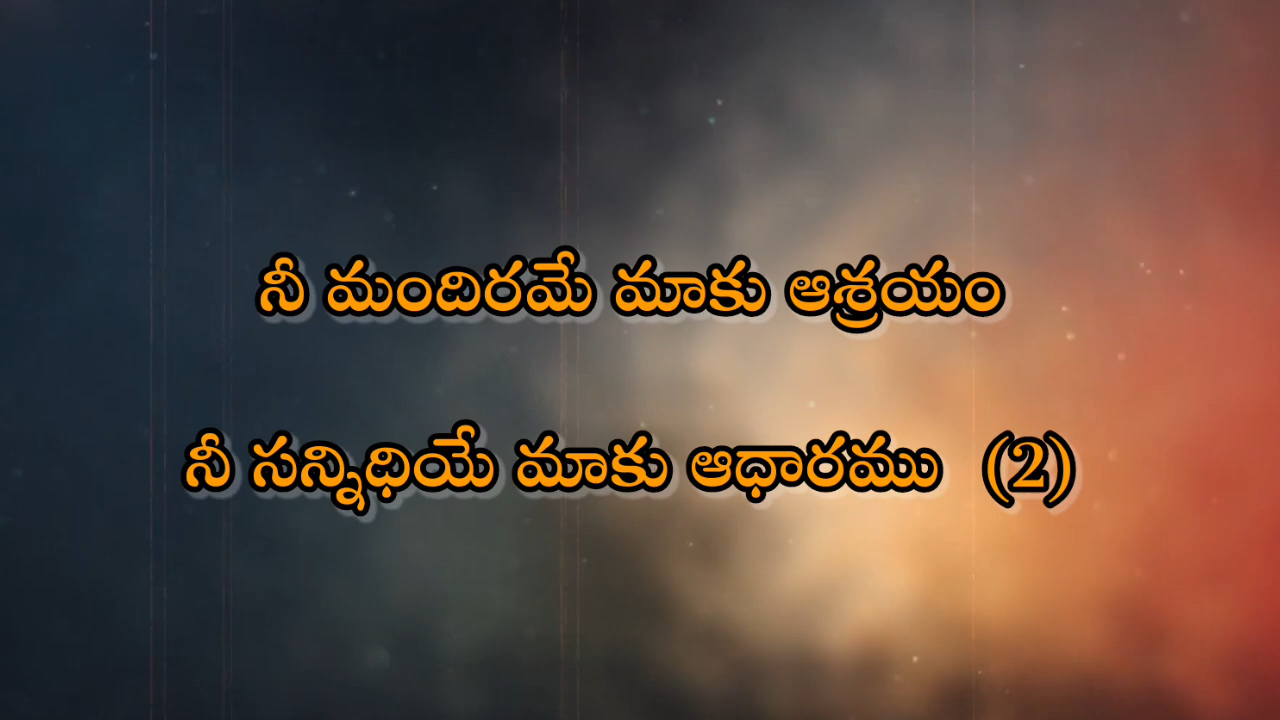 నీ మందిరమే మాకు ఆశ్రయం
నీ సన్నిధియే మాకు ఆధారము (2)